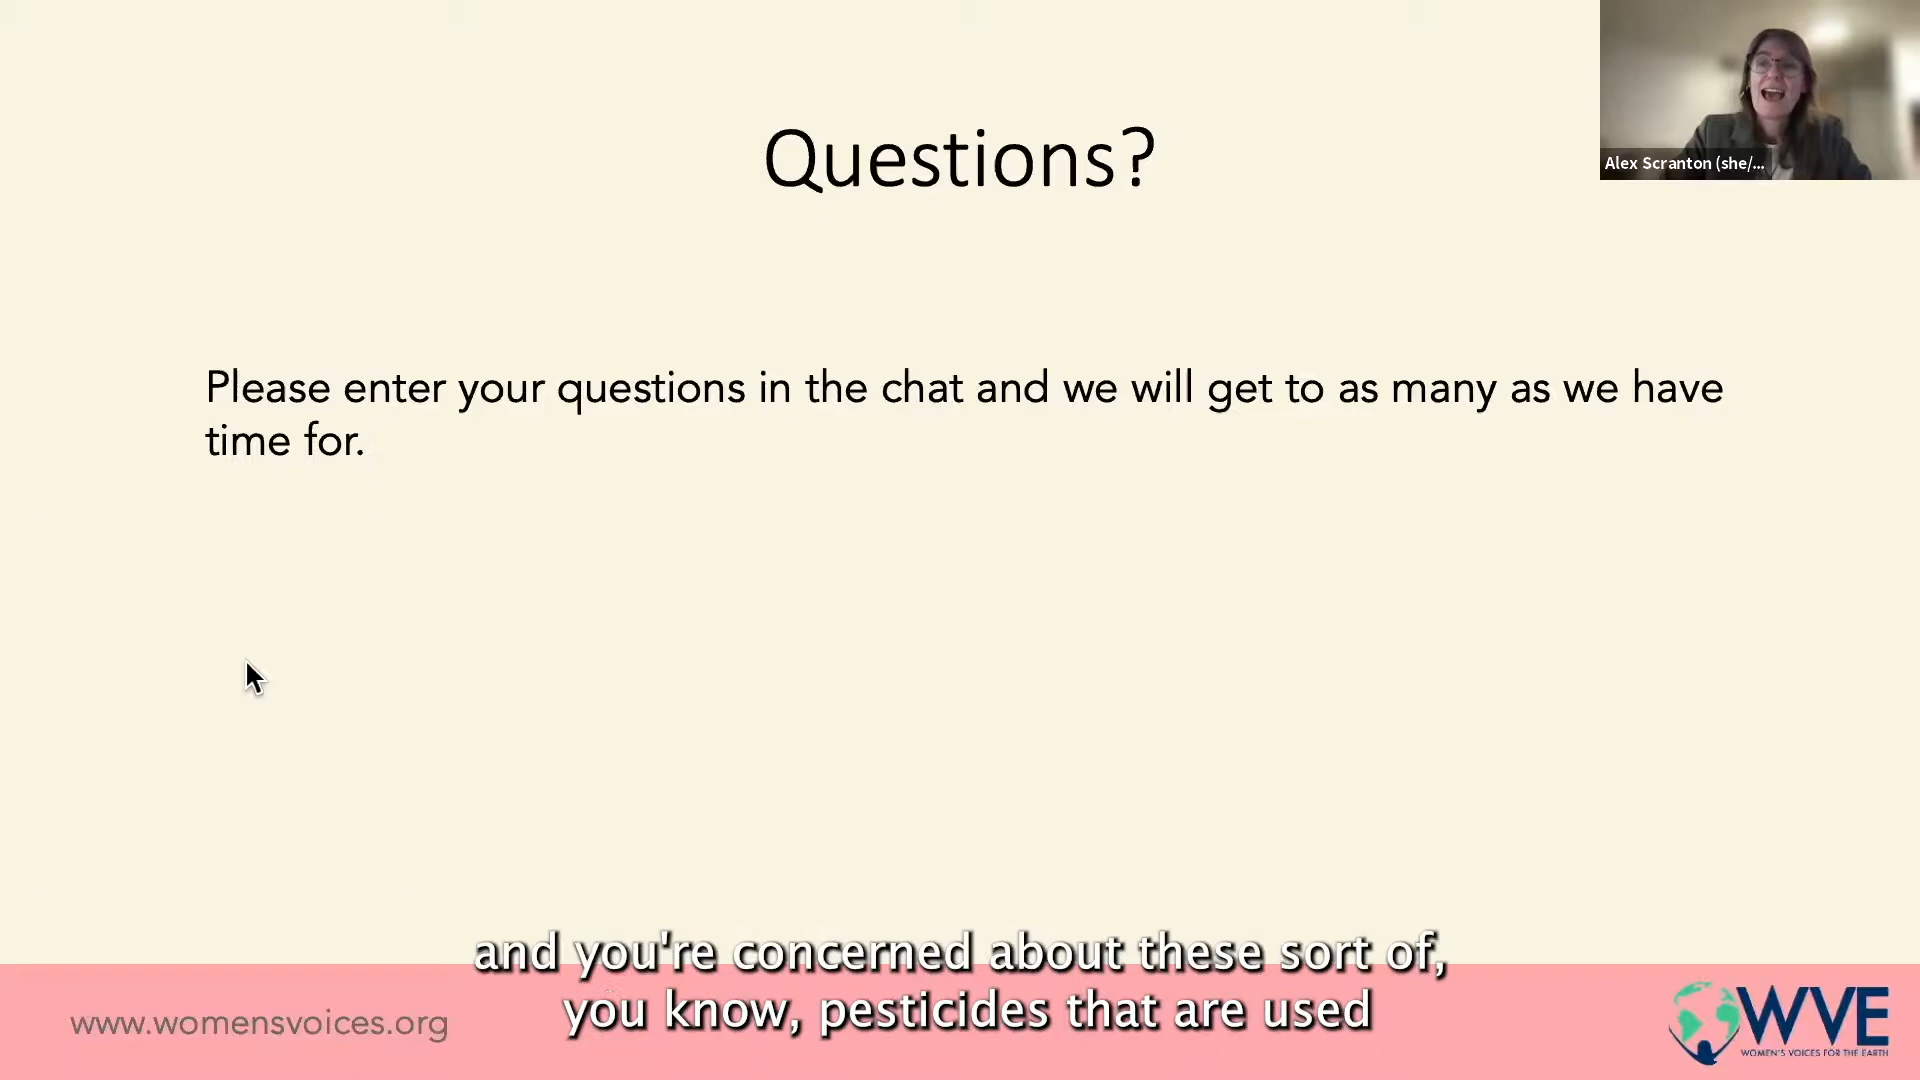 Questions?
Alex Scranton (she/...
Please enter your questions in the chat and we will get to as many as we have
time for.
and you're concerned about these sort of,
you know, pesticides that are used
www.womensvoices.org
WVE
WOMEN'S VOICES FOR THE EARTH